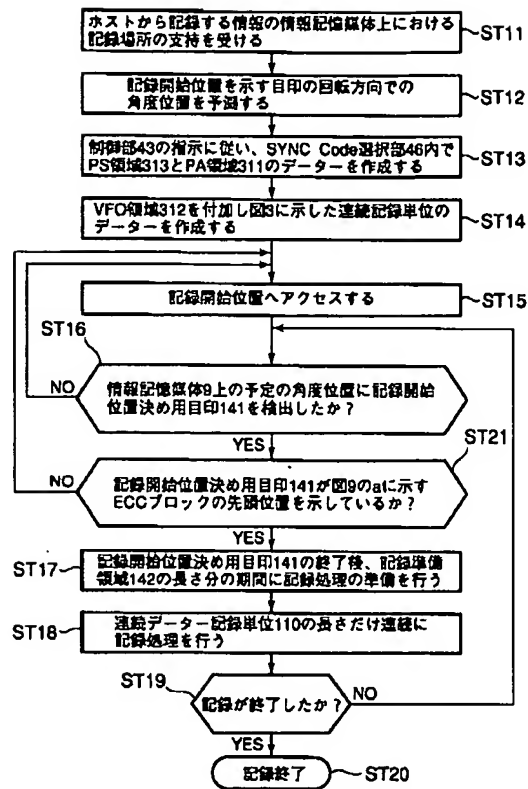 ホストから記録する情報の情報記憶媒体上における
記録場所の支持を受ける
ST11
記録開始位置を示す目印の回転方向での
角度位置を予測する
ST12
制御部43の指示に従い、SYNC Code選択部46内で
PS領域313とPA領域311のデーターを作成する
ST13
VFO領域312を付加し図3に示した連続記録単位の
データーを作成する
ST14
記録開始位置へアクセスする
ST15
ST16
情報記憶媒体9上の予定の角度位置に記録開始
位置決め用目印141を検出したか？
NO
YES
ST21
記録開始位置決め用目印141が図9のaに示す
ECCブロックの先頭位置を示しているか？
NO
YES
ST17
記録開始位置決め用目印141の終了後、記録準備
領域142の長さ分の期間に記録処理の準備を行う
ST18
連続データー記録単位110の長さだけ連続に
記録処理を行う
ST19
記録が終了したか？
NO
YES
記録終了
ST20